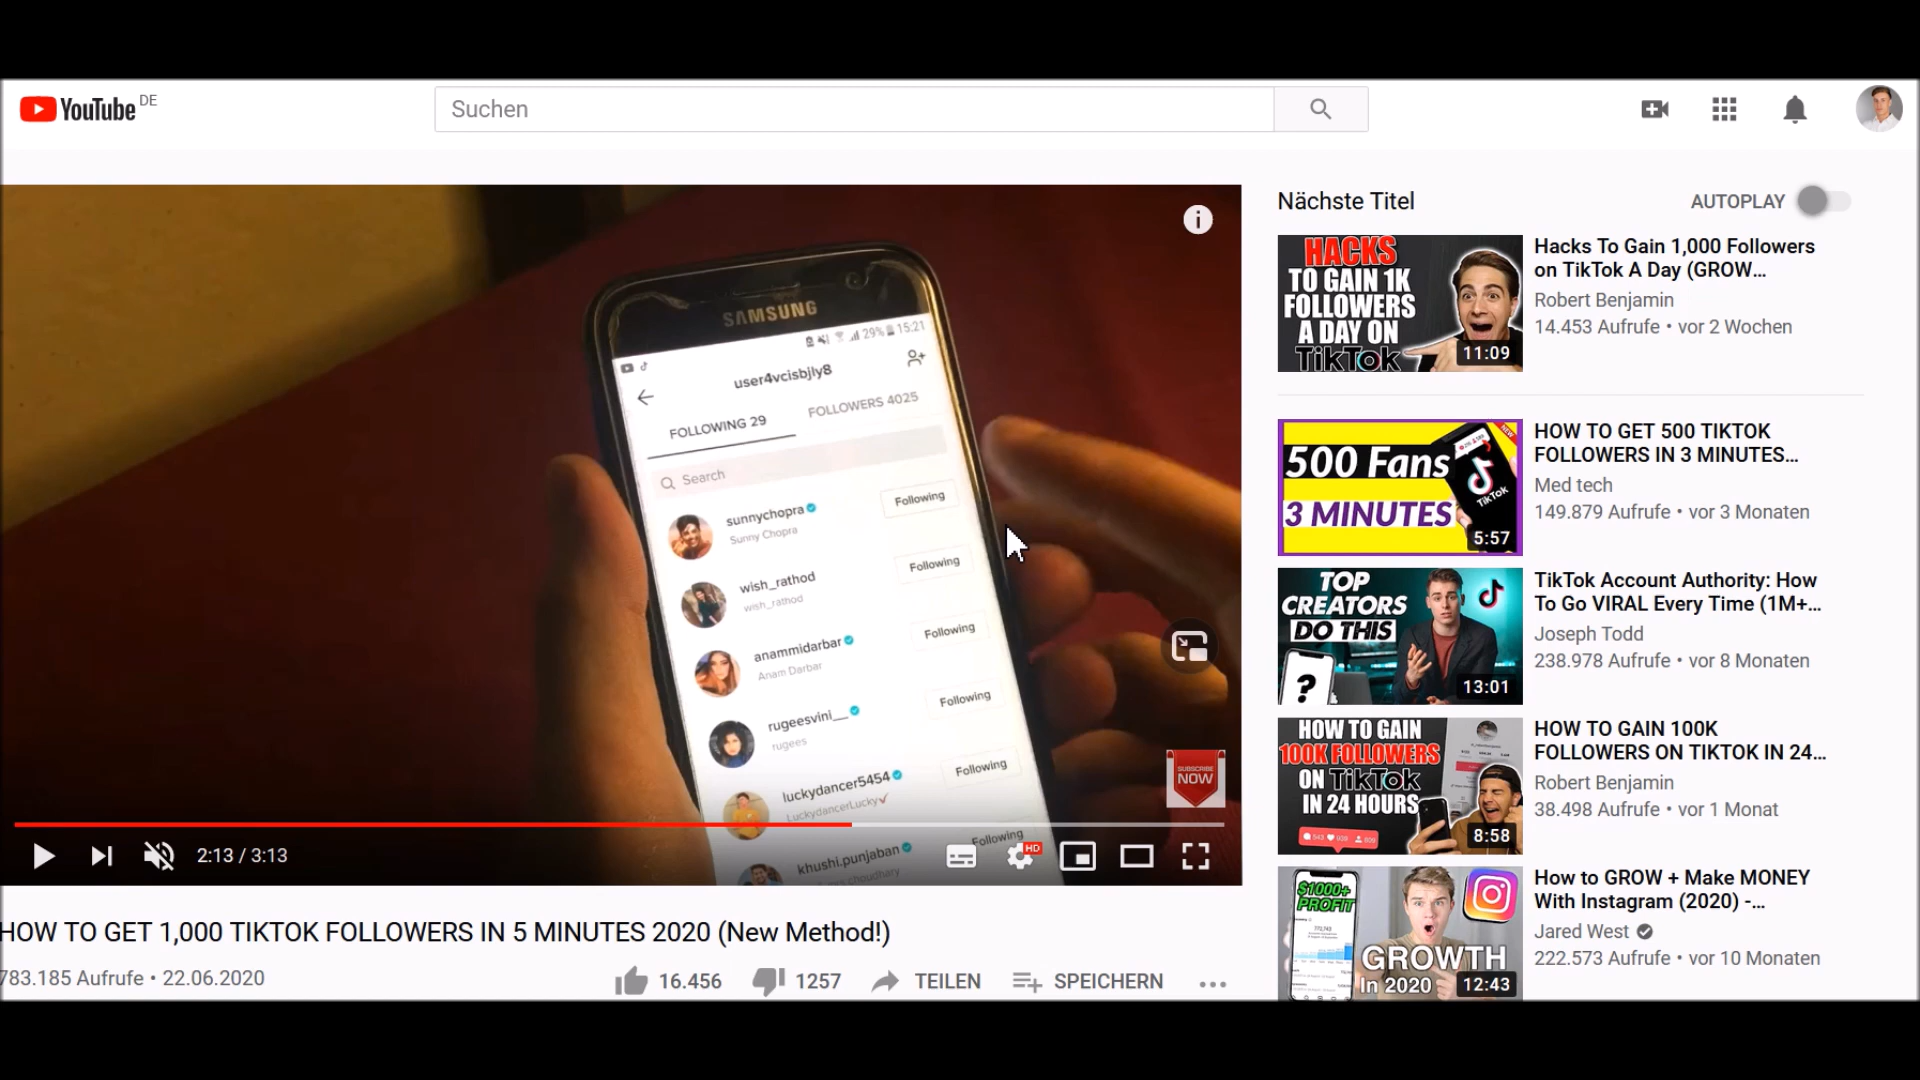 YouTube DE
Suchen
SAMSUNG
29% 15:21
user4vcisbjly8
FOLLOWING 29
FOLLOWERS 4025
Search
sunnychopra
Sunny Chopra
Following
wish_rathod
wish_rathod
Following
anammidarbar
Anam Darbar
Following
rugeesvini__
rugees
Following
luckydancer5454
LuckydancerLucky
Following
khushi.punjaban
choudhary
Following
SUBSCRIBE
NOW
2:13 / 3:13
HD
HOW TO GET 1,000 TIKTOK FOLLOWERS IN 5 MINUTES 2020 (New Method!)
783.185 Aufrufe • 22.06.2020
16.456
1257
TEILEN
SPEICHERN
Nächste Titel
AUTOPLAY
HACKS
TO GAIN 1K
FOLLOWERS
A DAY ON
TikTok
11:09
Hacks To Gain 1,000 Followers
on TikTok A Day (GROW...
Robert Benjamin
14.453 Aufrufe • vor 2 Wochen
500 Fans
3 MINUTES
TikTok
NEW
5:57
HOW TO GET 500 TIKTOK
FOLLOWERS IN 3 MINUTES...
Med tech
149.879 Aufrufe • vor 3 Monaten
TOP
CREATORS
DO THIS
?
13:01
TikTok Account Authority: How
To Go VIRAL Every Time (1M+...
Joseph Todd
238.978 Aufrufe • vor 8 Monaten
HOW TO GAIN
100K FOLLOWERS
ON TikTok
IN 24 HOURS
8:58
HOW TO GAIN 100K
FOLLOWERS ON TIKTOK IN 24...
Robert Benjamin
38.498 Aufrufe • vor 1 Monat
$1000+
PROFIT
GROWTH
In 2020
12:43
How to GROW + Make MONEY
With Instagram (2020) -...
Jared West
222.573 Aufrufe • vor 10 Monaten